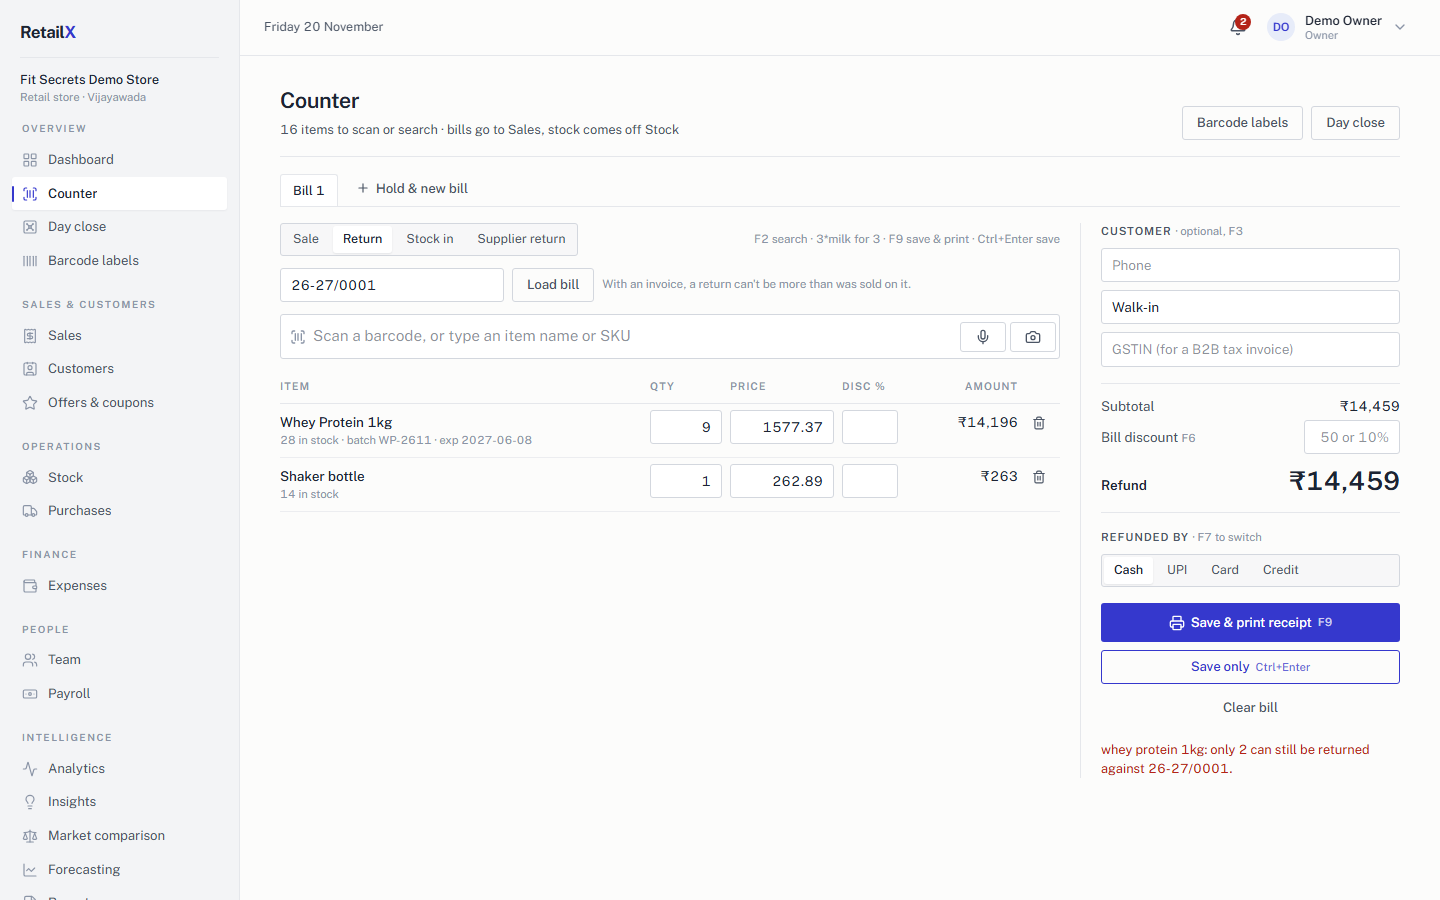 RetailX
Fit Secrets Demo Store
Retail store · Vijayawada
OVERVIEW
Dashboard
Counter
Day close
Barcode labels
SALES & CUSTOMERS
Sales
Customers
Offers & coupons
OPERATIONS
Stock
Purchases
FINANCE
Expenses
PEOPLE
Team
Payroll
INTELLIGENCE
Analytics
Insights
Market comparison
Forecasting
Friday 20 November
2
DO
Demo Owner
Owner
Counter
16 items to scan or search · bills go to Sales, stock comes off Stock
Barcode labels
Day close
Bill 1
Hold & new bill
Sale Return Stock in Supplier return
F2 search · 3*milk for 3 · F9 save & print · Ctrl+Enter save
26-27/0001
Load bill
With an invoice, a return can't be more than was sold on it.
Scan a barcode, or type an item name or SKU
ITEM QTY PRICE DISC % AMOUNT
Whey Protein 1kg 9 1577.37 ₹14,196
28 in stock · batch WP-2611 · exp 2027-06-08
Shaker bottle 1 262.89 ₹263
14 in stock
CUSTOMER · optional, F3
Phone
Walk-in
GSTIN (for a B2B tax invoice)
Subtotal ₹14,459
Bill discount F6 50 or 10%
Refund ₹14,459
REFUNDED BY · F7 to switch
Cash UPI Card Credit
Save & print receipt F9
Save only Ctrl+Enter
Clear bill
whey protein 1kg: only 2 can still be returned
against 26-27/0001.